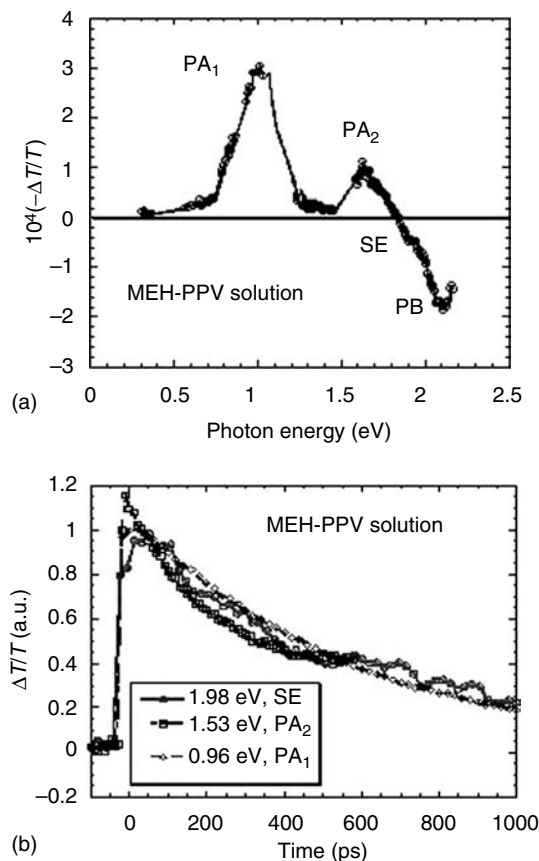 4
3
2
1
0
−1
−2
−3
10⁴(−ΔT/T)
PA₁
PA₂
SE
PB
MEH-PPV solution
0 0.5 1 1.5 2 2.5
Photon energy (eV)
(a)
1.2
1
0.8
0.6
0.4
0.2
0
−0.2
ΔT/T (a.u.)
MEH-PPV solution
1.98 eV, SE
1.53 eV, PA₂
0.96 eV, PA₁
0 200 400 600 800 1000
Time (ps)
(b)